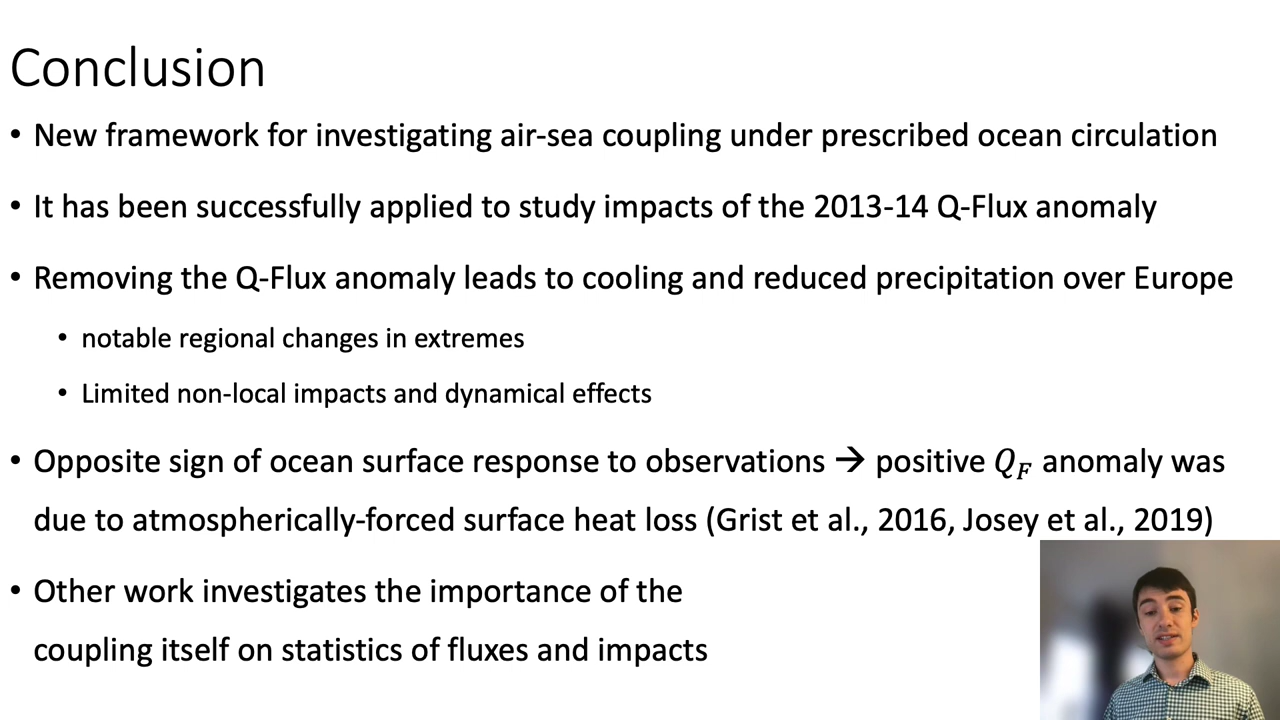 Conclusion
• New framework for investigating air-sea coupling under prescribed ocean circulation
• It has been successfully applied to study impacts of the 2013-14 Q-Flux anomaly
• Removing the Q-Flux anomaly leads to cooling and reduced precipitation over Europe
• notable regional changes in extremes
• Limited non-local impacts and dynamical effects
• Opposite sign of ocean surface response to observations → positive Q_F anomaly was
due to atmospherically-forced surface heat loss (Grist et al., 2016, Josey et al., 2019)
• Other work investigates the importance of the
coupling itself on statistics of fluxes and impacts